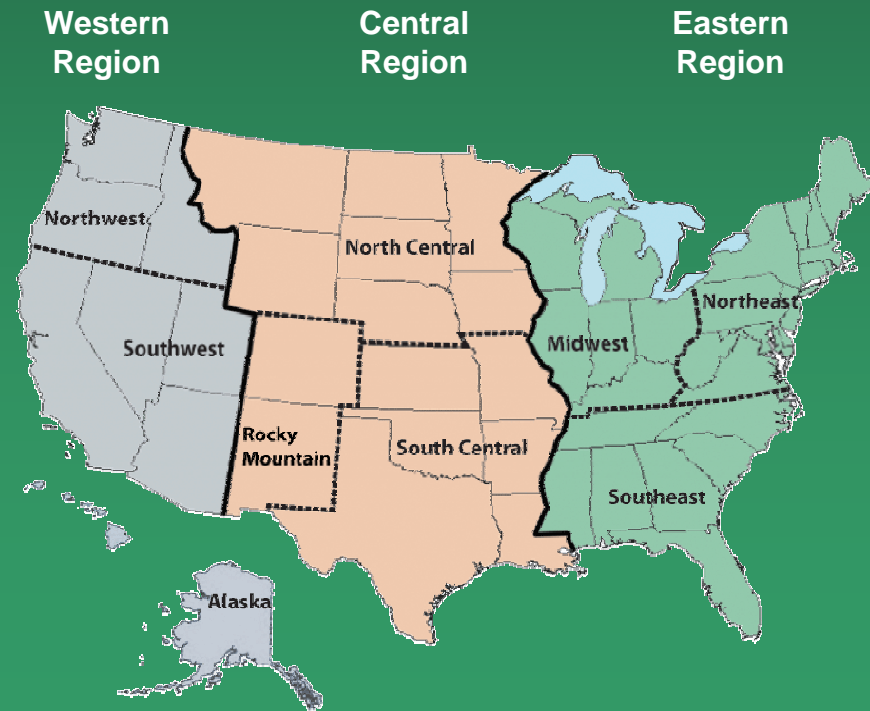 Western
Region
Central
Region
Eastern
Region
Northwest
North Central
Northeast
Southwest
Midwest
Rocky
Mountain
South Central
Southeast
Alaska